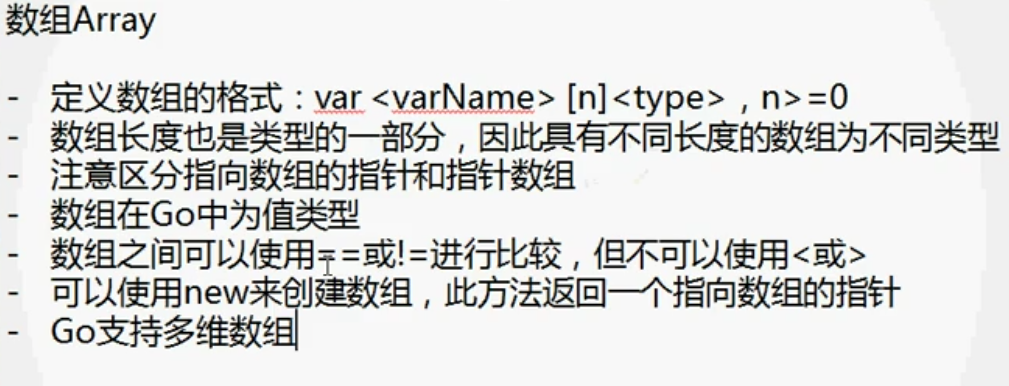 数组Array
- 定义数组的格式：var <varName> [n]<type>，n>=0
- 数组长度也是类型的一部分，因此具有不同长度的数组为不同类型
- 注意区分指向数组的指针和指针数组
- 数组在Go中为值类型
- 数组之间可以使用==或!=进行比较，但不可以使用<或>
- 可以使用new来创建数组，此方法返回一个指向数组的指针
- Go支持多维数组